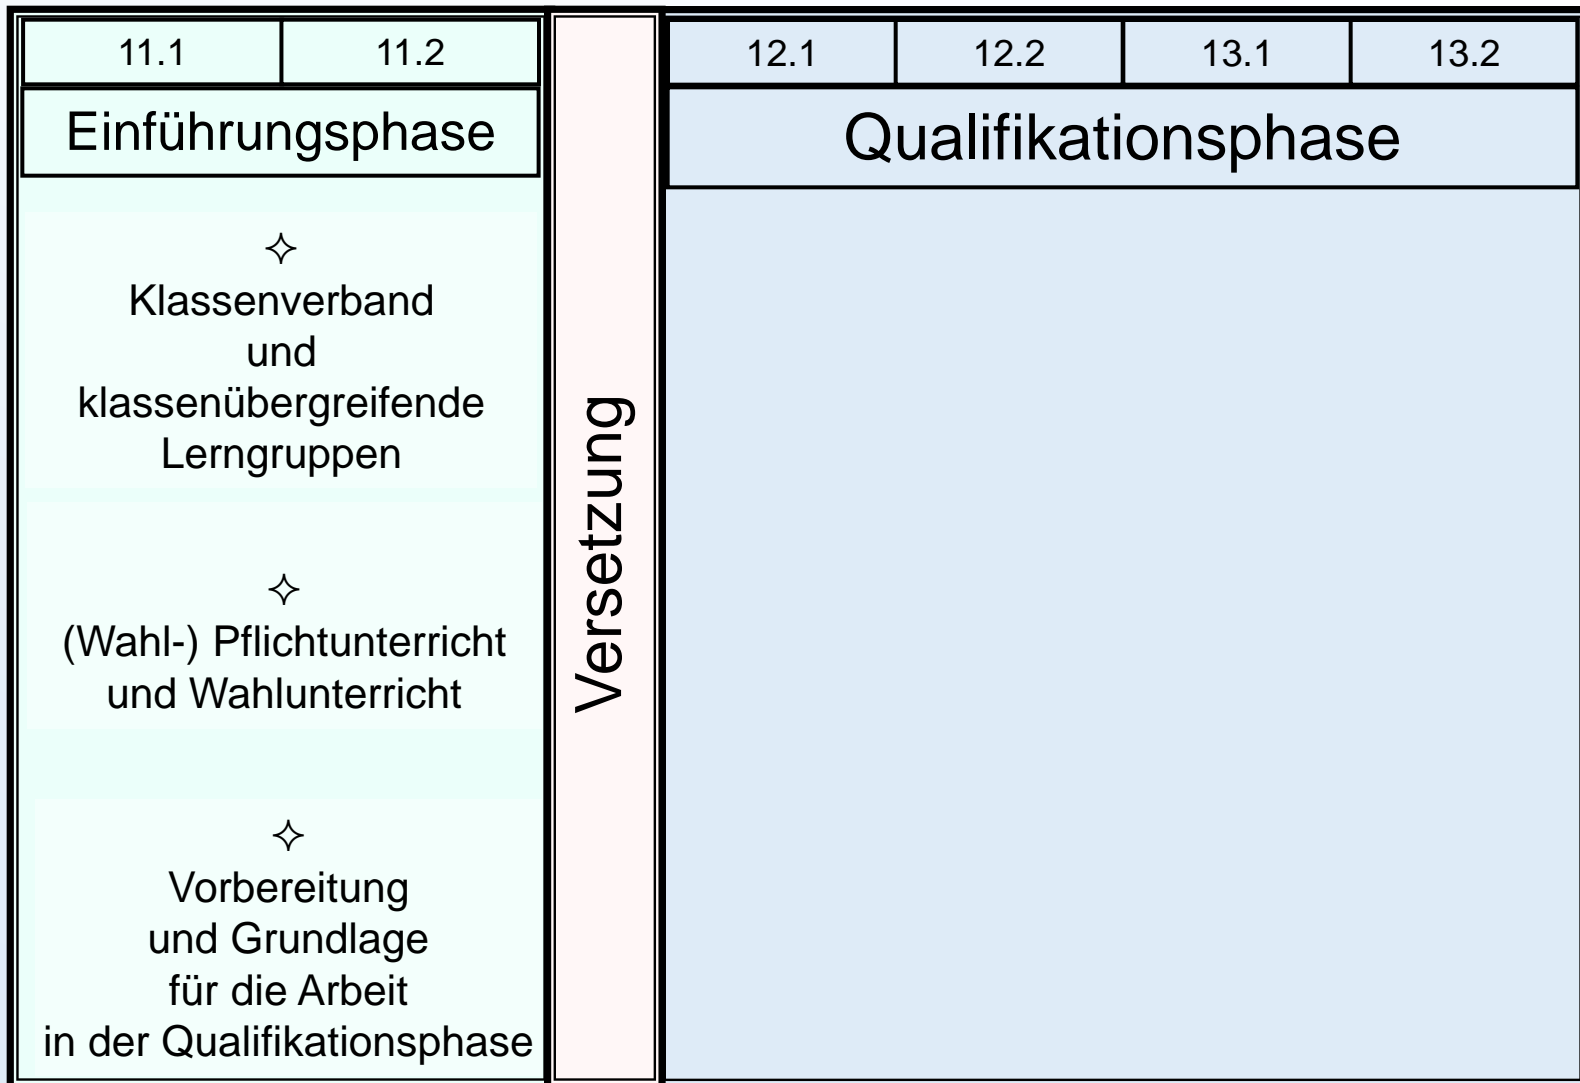 11.1 11.2
Einführungsphase
✧
Klassenverband
und
klassenübergreifende
Lerngruppen
✧
(Wahl-) Pflichtunterricht
und Wahlunterricht
✧
Vorbereitung
und Grundlage
für die Arbeit
in der Qualifikationsphase
Versetzung
12.1 12.2 13.1 13.2
Qualifikationsphase